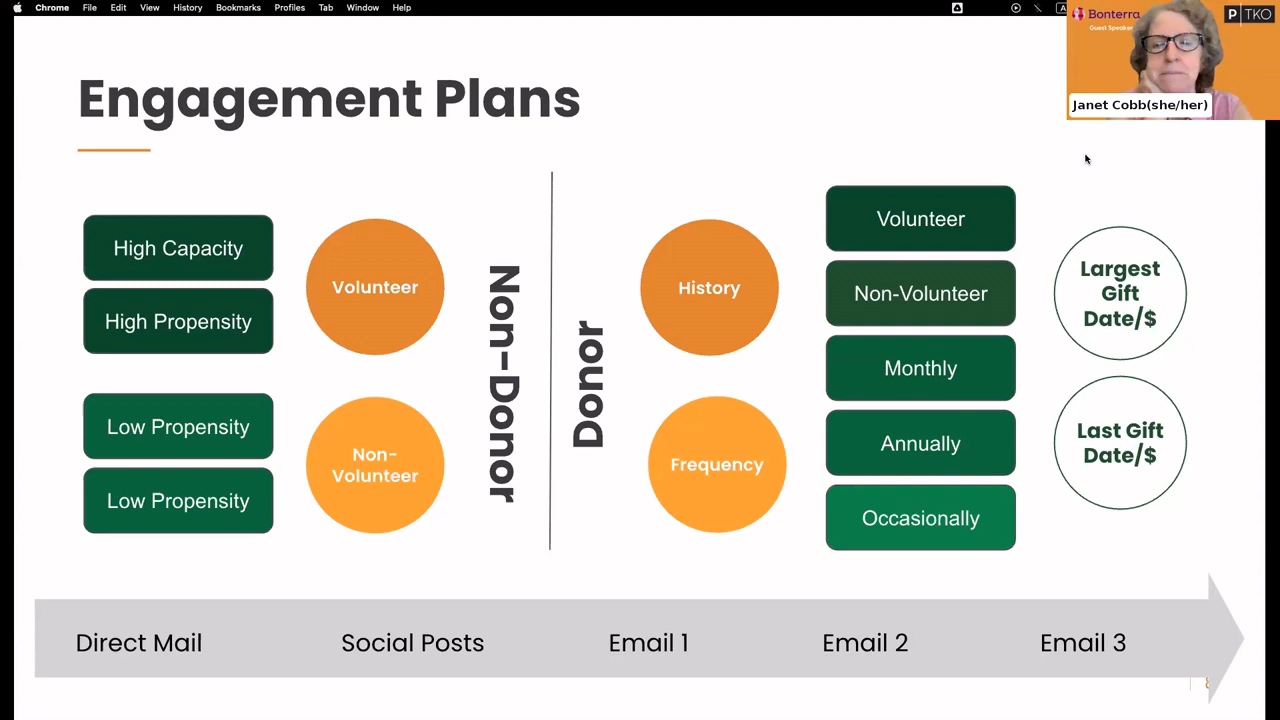 Chrome File Edit View History Bookmarks Profiles Tab Window Help
Bonterra
Guest Speaker
P TKO
Janet Cobb(she/her)
Engagement Plans
High Capacity
High Propensity
Low Propensity
Low Propensity
Volunteer
Non-
Volunteer
Non-Donor
Donor
History
Frequency
Volunteer
Non-Volunteer
Monthly
Annually
Occasionally
Largest
Gift
Date/$
Last Gift
Date/$
Direct Mail
Social Posts
Email 1
Email 2
Email 3